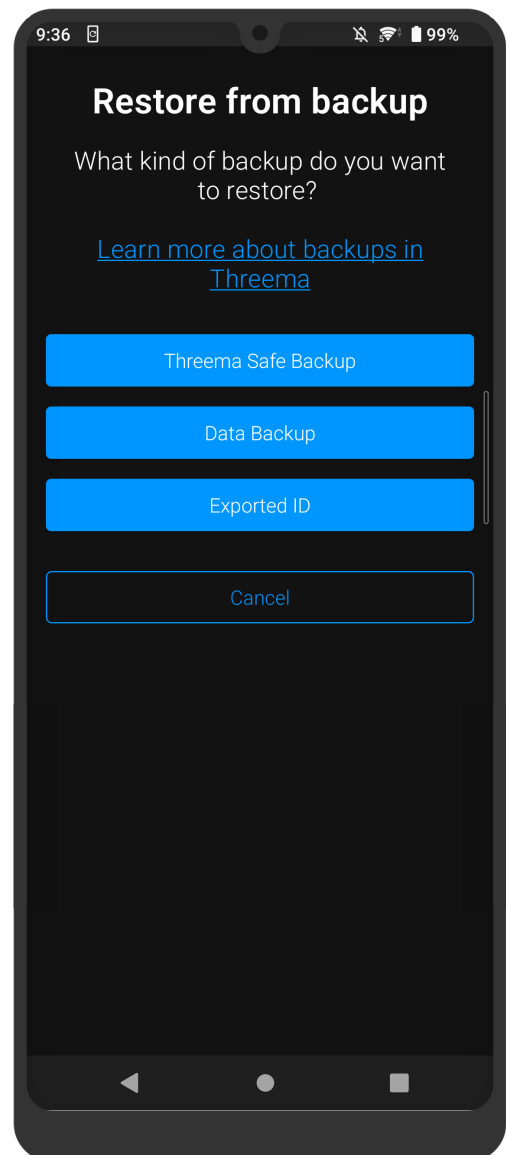 9:36
5
99%
Restore from backup
What kind of backup do you want
to restore?
Learn more about backups in
Threema
Threema Safe Backup
Data Backup
Exported ID
Cancel